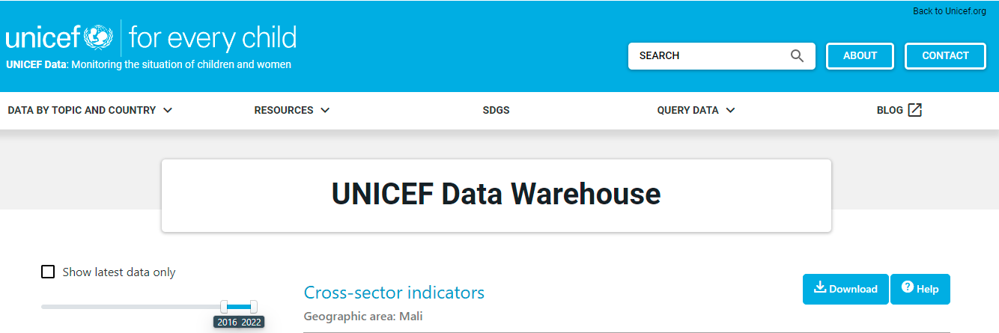 Back to Unicef.org
unicef for every child
UNICEF Data: Monitoring the situation of children and women
SEARCH
ABOUT
CONTACT
DATA BY TOPIC AND COUNTRY
RESOURCES
SDGS
QUERY DATA
BLOG
UNICEF Data Warehouse
Show latest data only
2016 2022
Cross-sector indicators
Geographic area: Mali
Download
Help